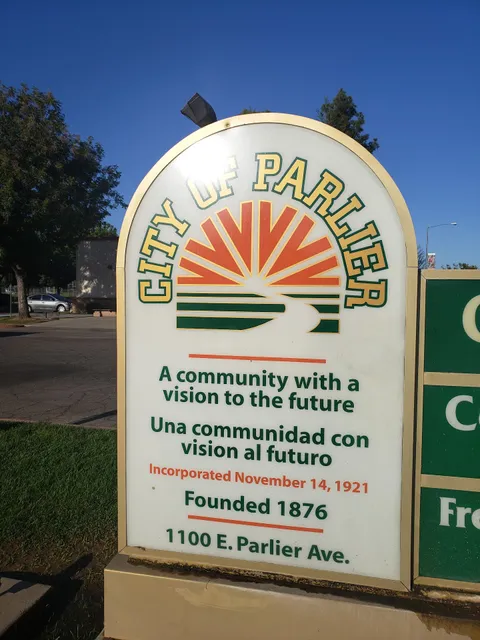 CITY OF PARLIER
A community with a
vision to the future
Una communidad con
vision al futuro
Incorporated November 14, 1921
Founded 1876
1100 E. Parlier Ave.